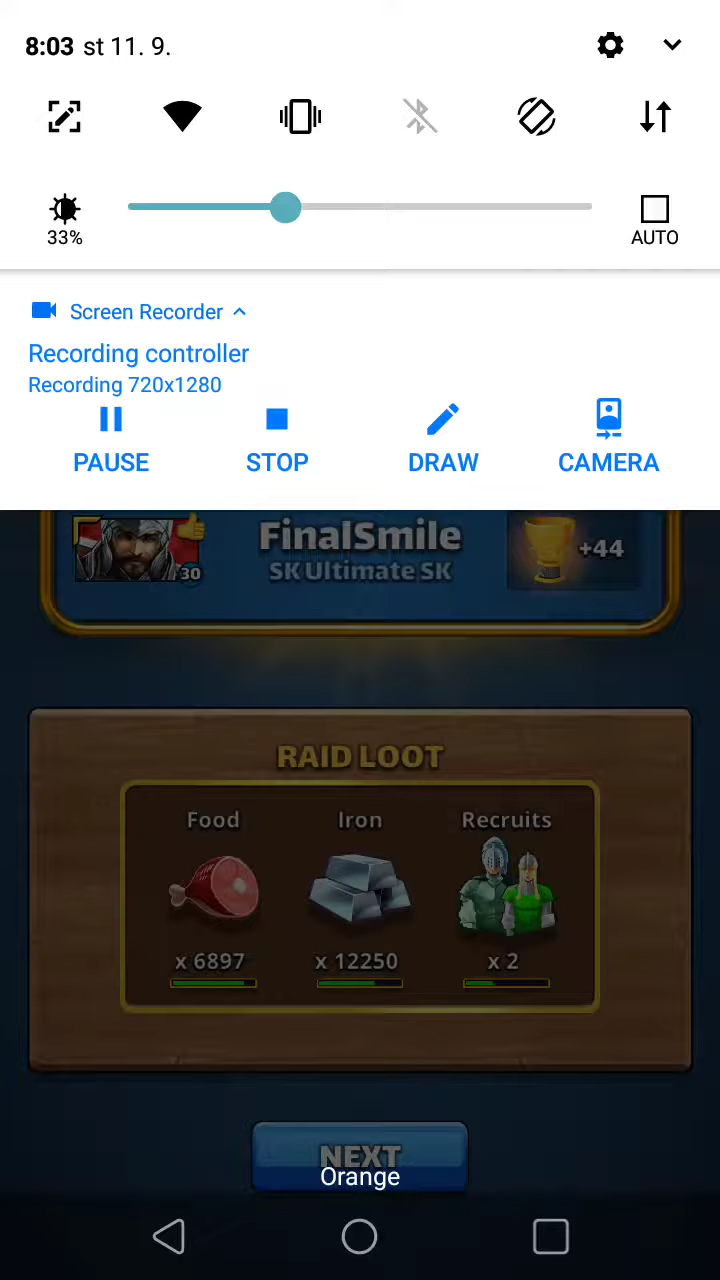 8:03 st 11. 9.
33%
AUTO
Screen Recorder
Recording controller
Recording 720x1280
PAUSE STOP DRAW CAMERA
FinalSmile
+44
30
SK Ultimate SK
RAID LOOT
Food Iron Recruits
x 6897 x 12250 x 2
NEXT
Orange